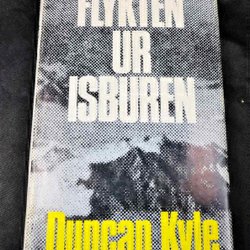 FLYKTEN
UR
ISBUREN
Duncan Kyle